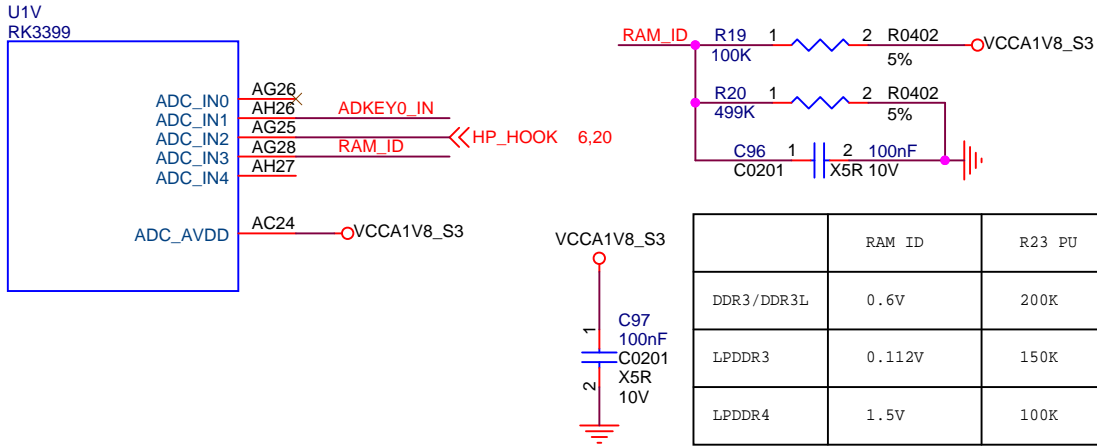 U1V
RK3399
ADC_IN0
AG26
ADC_IN1
AH26
ADKEY0_IN
ADC_IN2
AG25
HP_HOOK 6,20
ADC_IN3
AG28
RAM_ID
ADC_IN4
AH27
ADC_AVDD
AC24
VCCA1V8_S3
RAM_ID
R19 1 2 R0402
VCCA1V8_S3
100K 5%
R20 1 2 R0402
499K 5%
C96 1 2 100nF
C0201 X5R 10V
VCCA1V8_S3
1
C97
100nF
C0201
X5R
2
10V
RAM ID R23 PU
DDR3/DDR3L 0.6V 200K
LPDDR3 0.112V 150K
LPDDR4 1.5V 100K